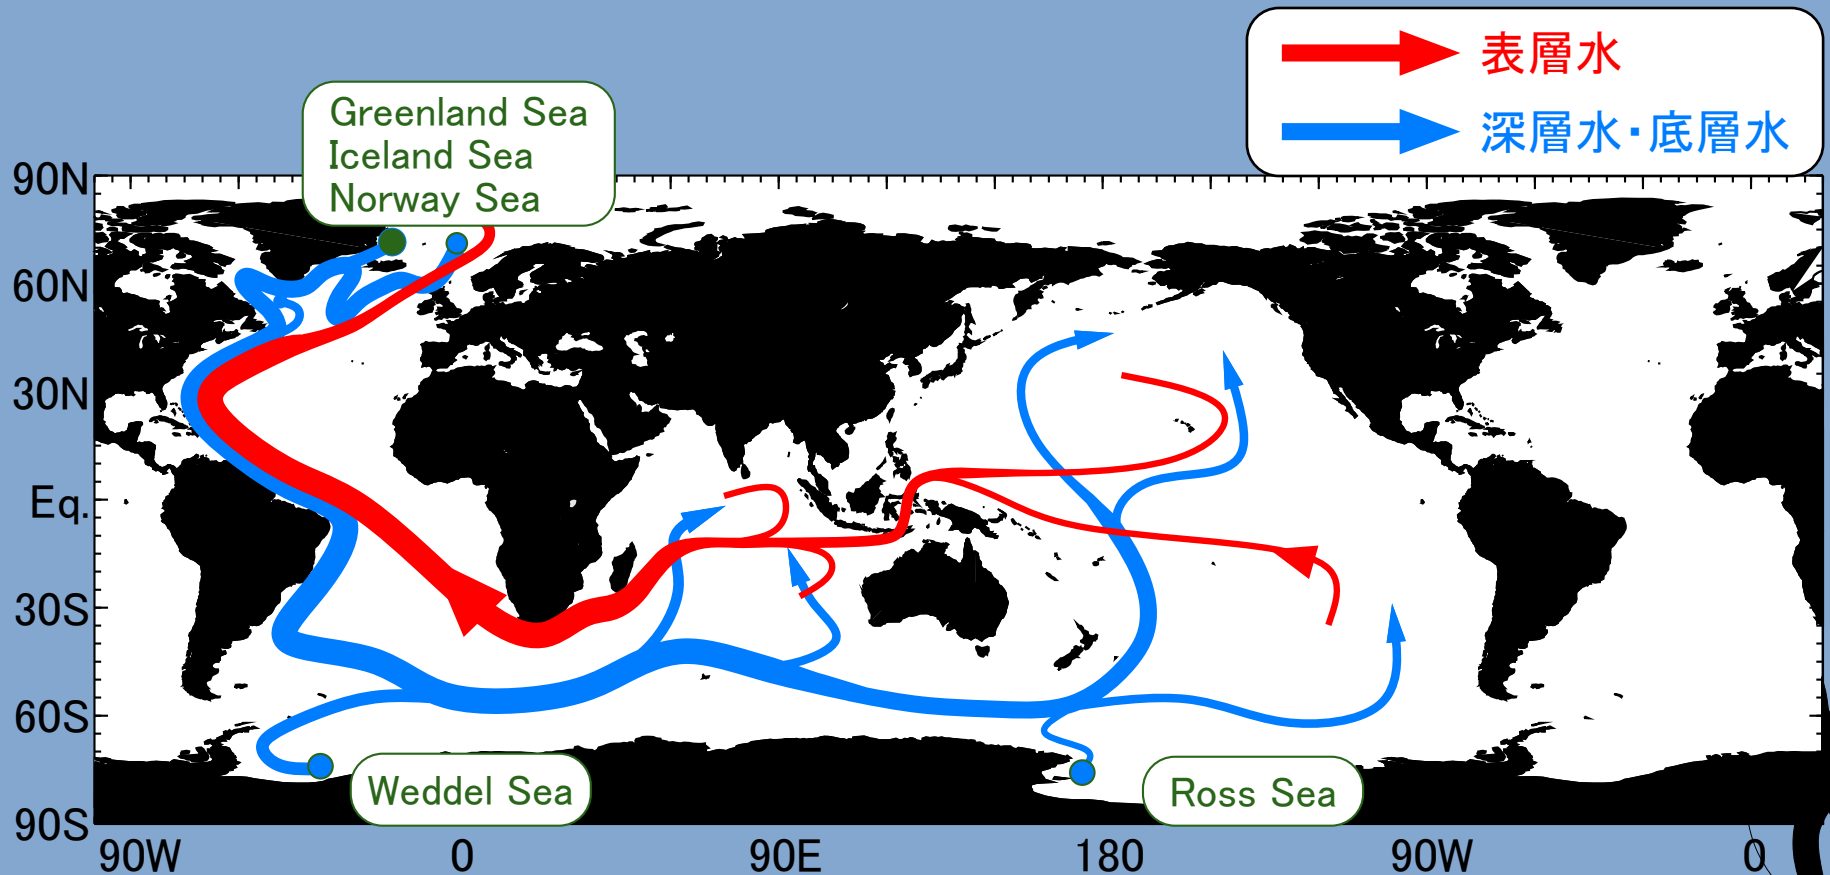 表層水
深層水・底層水
Greenland Sea
Iceland Sea
Norway Sea
90N
60N
30N
Eq.
30S
60S
90S
Weddel Sea
Ross Sea
90W 0 90E 180 90W 0